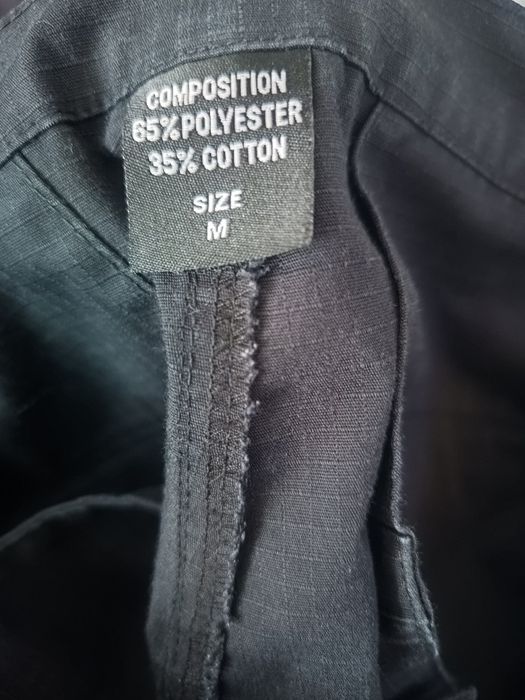 COMPOSITION
65% POLYESTER
35% COTTON
SIZE
M